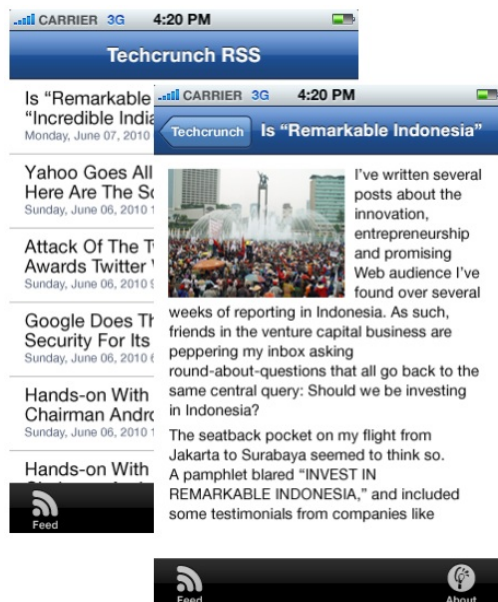 CARRIER 3G 4:20 PM
Techcrunch RSS
Is “Remarkable
“Incredible India
Monday, June 07, 2010
Yahoo Goes All
Here Are The
Sunday, June 06, 2010 1
Attack Of The
Awards Twitter
Sunday, June 06, 2010 9
Google Does
Security For Its
Sunday, June 06, 2010 6
Hands-on With
Chairman
Sunday, June 06, 2010 1
Hands-on With
Feed
CARRIER 3G 4:20 PM
Techcrunch Is “Remarkable Indonesia”
I’ve written several
posts about the
innovation,
entrepreneurship
and promising
Web audience I’ve
found over several
weeks of reporting in Indonesia. As such,
friends in the venture capital business are
peppering my inbox asking
round-about-questions that all go back to the
same central query: Should we be investing
in Indonesia?
The seatback pocket on my flight from
Jakarta to Surabaya seemed to think so.
A pamphlet blared “INVEST IN
REMARKABLE INDONESIA,” and included
some testimonials from companies like
Feed About